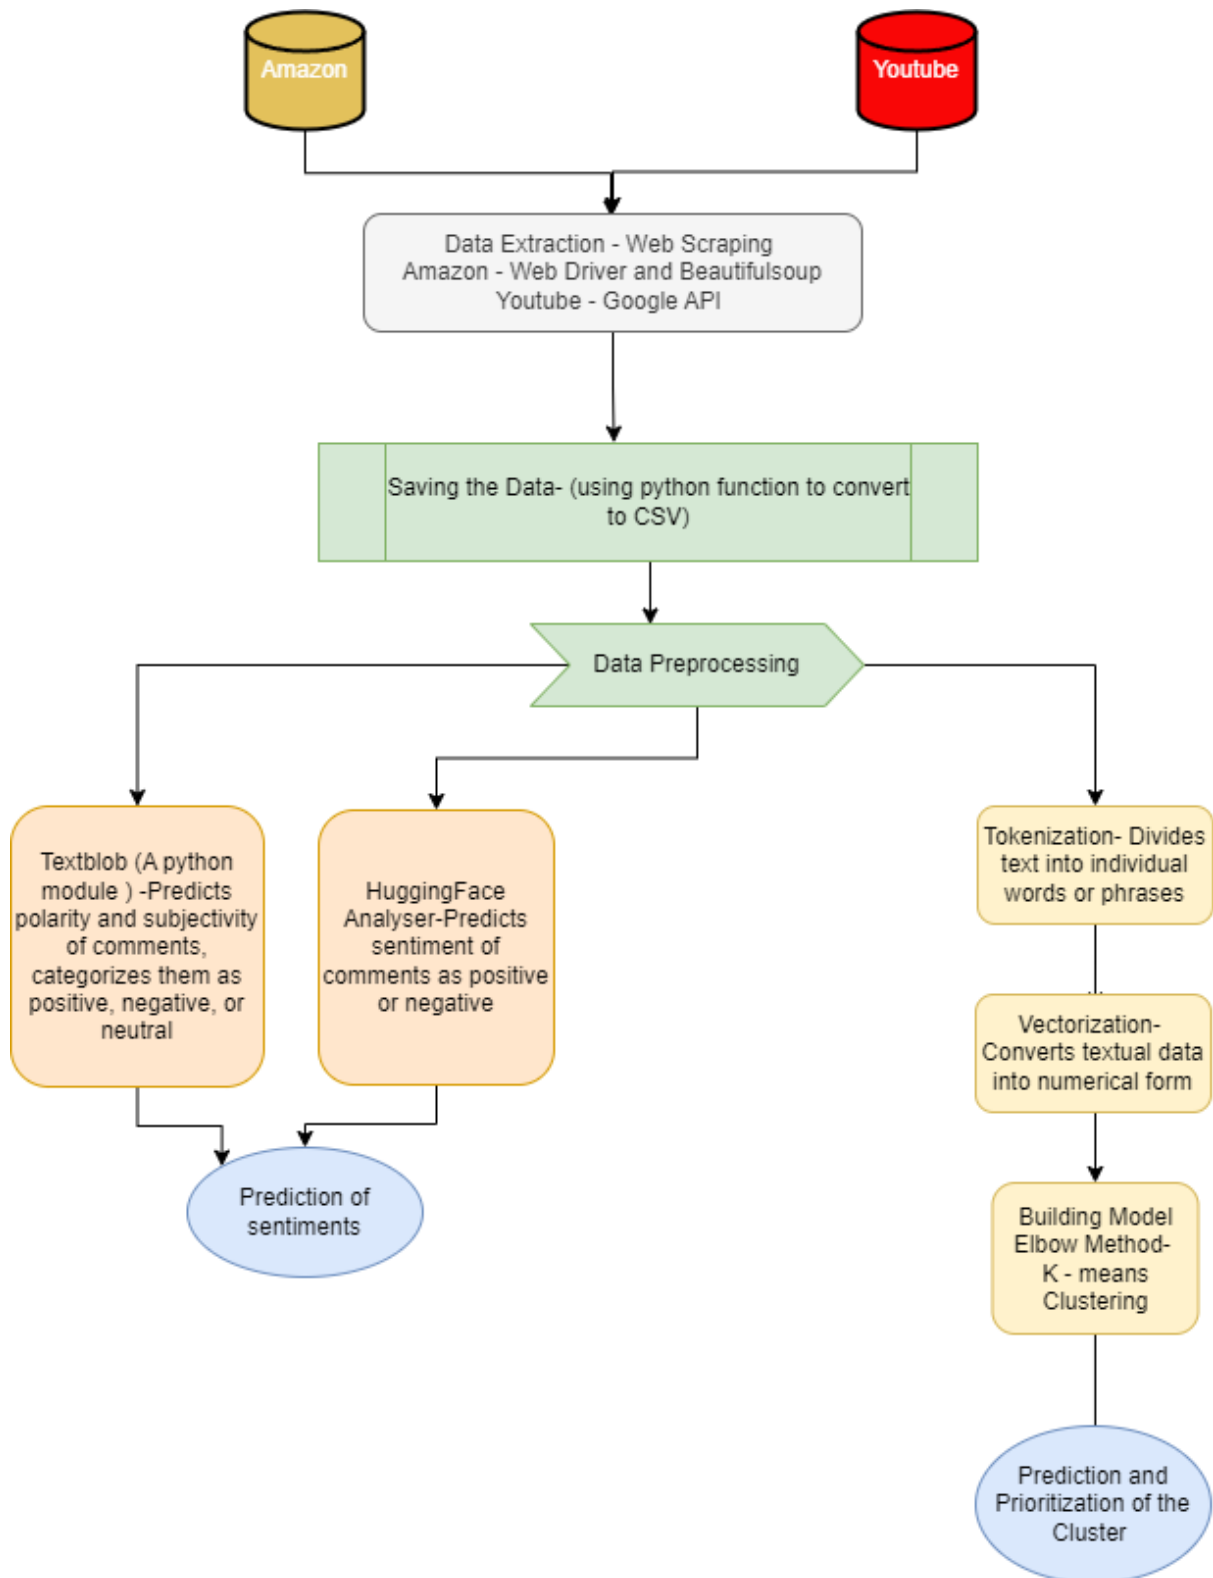 Amazon
Youtube
Data Extraction - Web Scraping
Amazon - Web Driver and Beautifulsoup
Youtube - Google API
Saving the Data- (using python function to convert
to CSV)
Data Preprocessing
Textblob (A python
module ) -Predicts
polarity and subjectivity
of comments,
categorizes them as
positive, negative, or
neutral
HuggingFace
Analyser-Predicts
sentiment of
comments as positive
or negative
Tokenization- Divides
text into individual
words or phrases
Vectorization-
Converts textual data
into numerical form
Prediction of
sentiments
Building Model
Elbow Method-
K - means
Clustering
Prediction and
Prioritization of the
Cluster